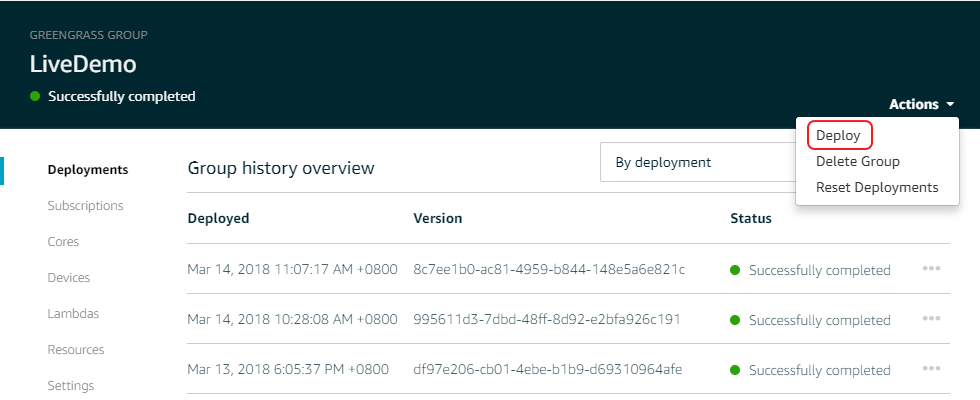 GREENGRASS GROUP
LiveDemo
Successfully completed
Actions
Deploy
Delete Group
Reset Deployments
Deployments
Subscriptions
Cores
Devices
Lambdas
Resources
Settings
Group history overview
By deployment
Deployed Version Status
Mar 14, 2018 11:07:17 AM +0800 8c7ee1b0-ac81-4959-b844-148e5a6e821c Successfully completed
Mar 14, 2018 10:28:08 AM +0800 995611d3-7dbd-48ff-8d92-e2bfa926c191 Successfully completed
Mar 13, 2018 6:05:37 PM +0800 df97e206-cb01-4ebe-b1b9-d69310964afe Successfully completed